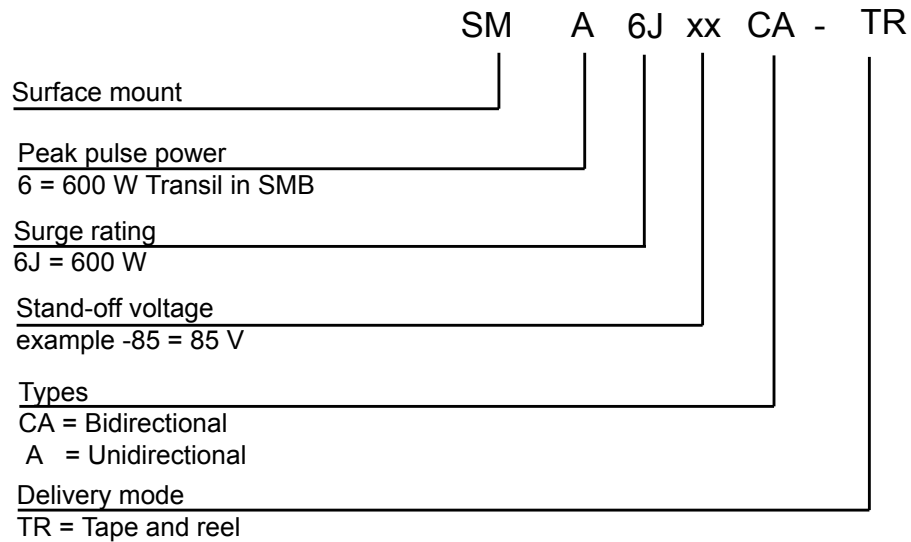 SM A 6J xx CA - TR
Surface mount
Peak pulse power
6 = 600 W Transil in SMB
Surge rating
6J = 600 W
Stand-off voltage
example -85 = 85 V
Types
CA = Bidirectional
A = Unidirectional
Delivery mode
TR = Tape and reel